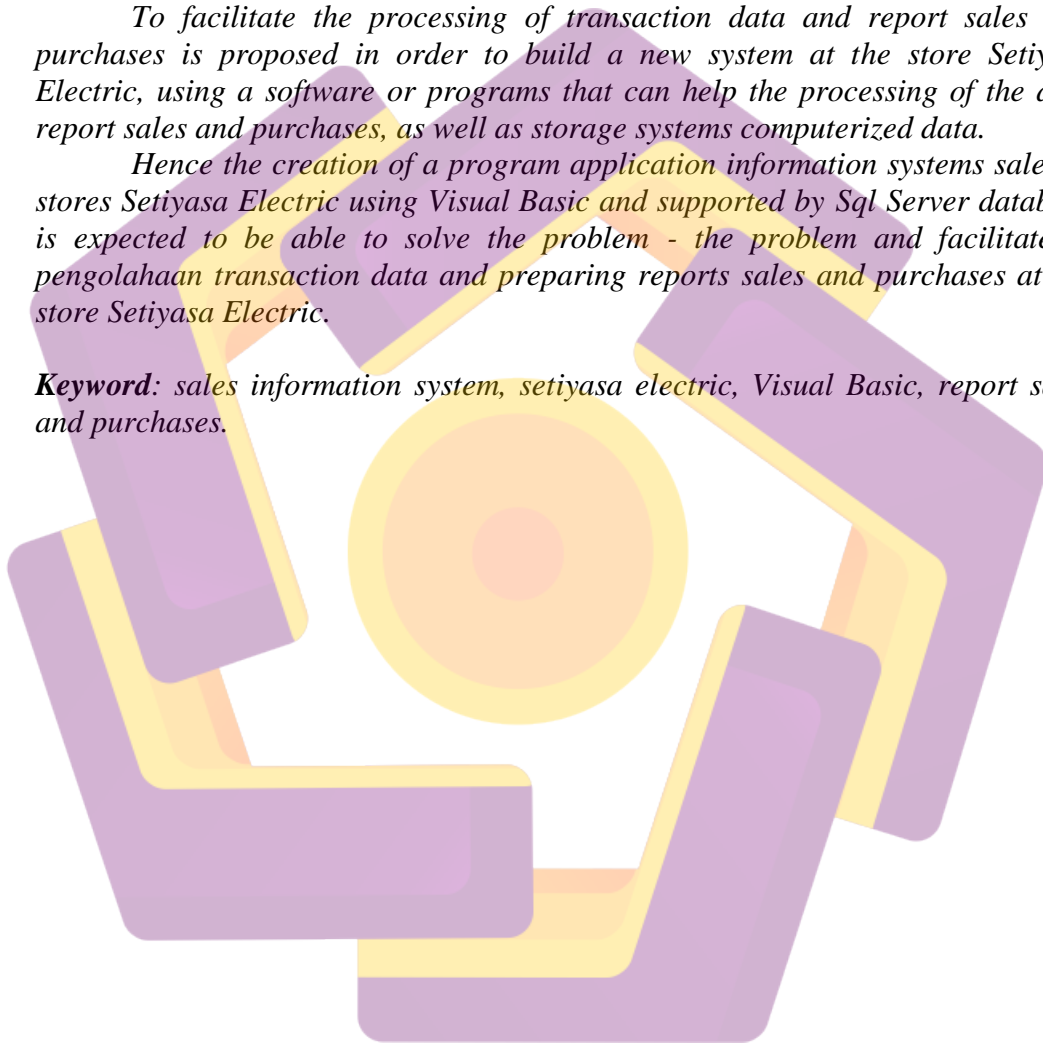 To facilitate the processing of transaction data and report sales
purchases is proposed in order to build a new system at the store Setiy
Electric, using a software or programs that can help the processing of the
report sales and purchases, as well as storage systems computerized data.
Hence the creation of a program application information systems sale
stores Setiyasa Electric using Visual Basic and supported by Sql Server datab
is expected to be able to solve the problem - the problem and facilitate
pengolahaan transaction data and preparing reports sales and purchases at
store Setiyasa Electric.
Keyword: sales information system, setiyasa electric, Visual Basic, report s
and purchases.